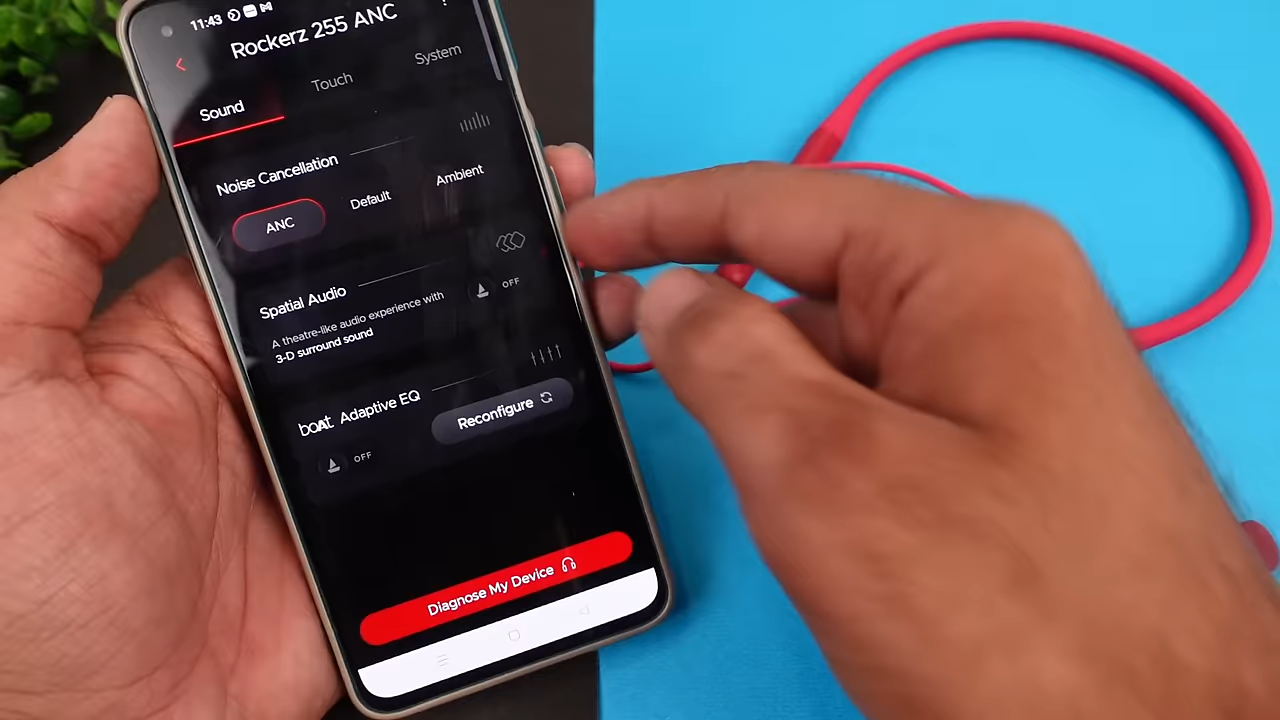 11:43
Rockerz 255 ANC
Sound
Touch
System
Noise Cancellation
ANC
Default
Ambient
Spatial Audio
A theatre-like audio experience with
3-D surround sound
OFF
boAt Adaptive EQ
Reconfigure
OFF
Diagnose My Device